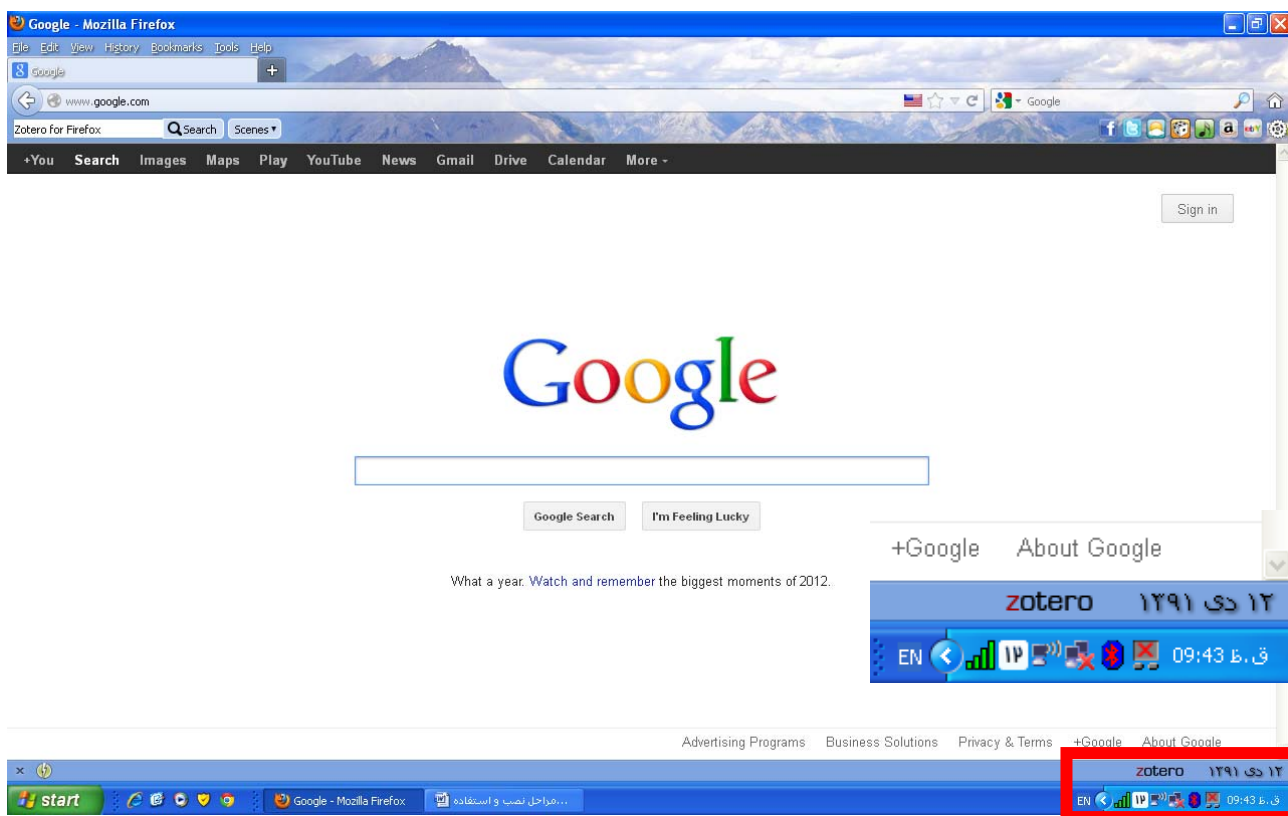 Google - Mozilla Firefox
File Edit View History Bookmarks Tools Help
Google
www.google.com
Google
Zotero for Firefox Search Scenes
+You Search Images Maps Play YouTube News Gmail Drive Calendar More
Sign in
Google
Google Search I'm Feeling Lucky
What a year. Watch and remember the biggest moments of 2012.
+Google About Google
zotero ۱۲ دی ۱۳۹۱
EN ۱۲ 09:43 ق.ظ
Advertising Programs Business Solutions Privacy & Terms +Google About Google
zotero ۱۲ دی ۱۳۹۱
start Google - Mozilla Firefox مراحل نصب و استفاده... EN ۱۲ 09:43 ق.ظ